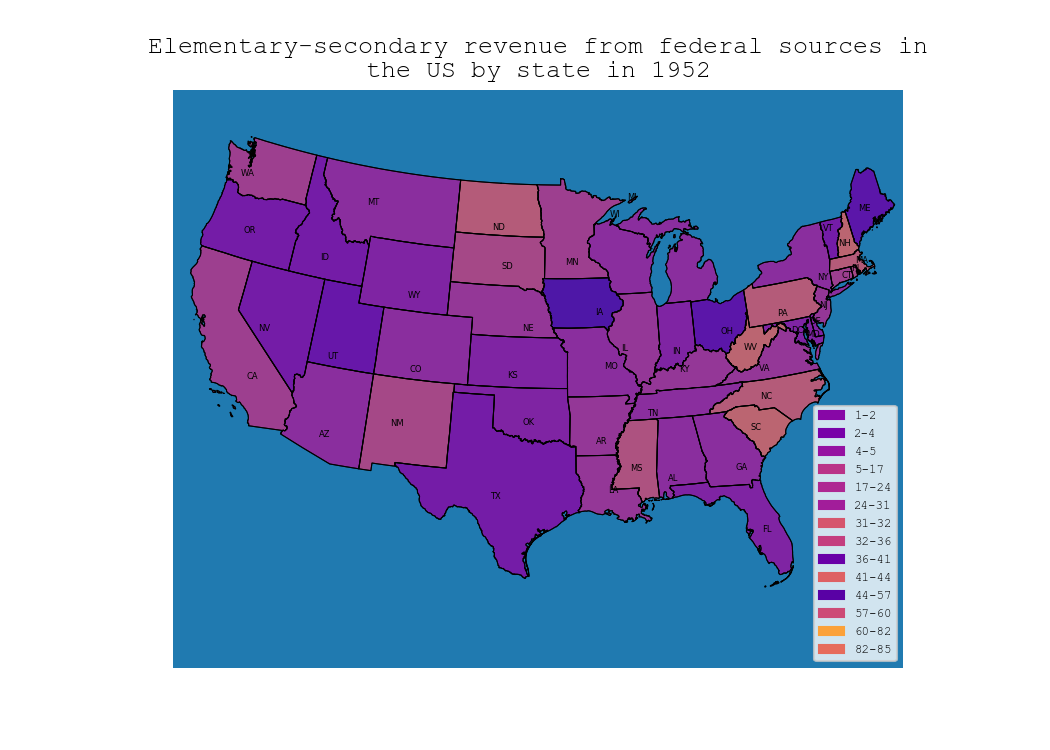 Elementary-secondary revenue from federal sources in
the US by state in 1952
WA
MT
ND
MN
WI
MI
ME
VT
NH
OR
ID
SD
WY
NE
IA
NY
MA
CT
NJ
PA
OH
IN
IL
NV
UT
CO
KS
MO
KY
WV
VA
DC
CA
AZ
NM
OK
AR
TN
NC
SC
MS
AL
GA
LA
TX
FL
1-2
2-4
4-5
5-17
17-24
24-31
31-32
32-36
36-41
41-44
44-57
57-60
60-82
82-85